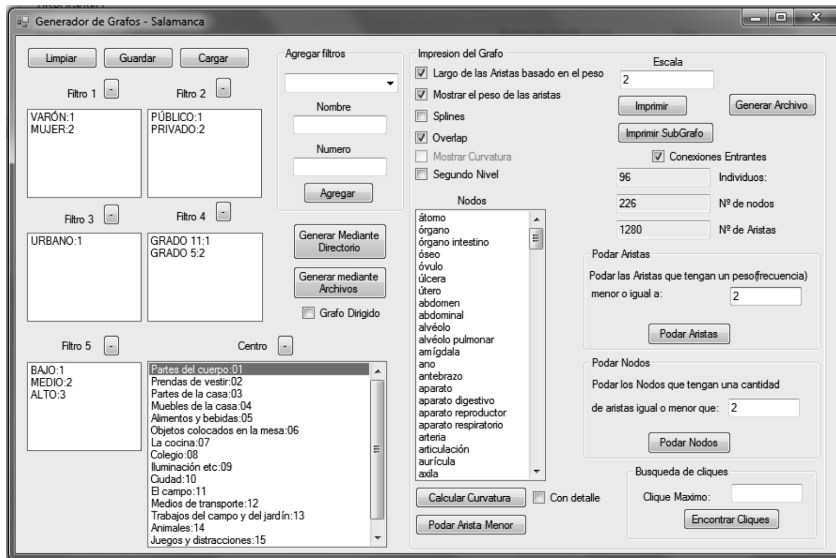 Generador de Grafos - Salamanca
Limpiar
Guardar
Cargar
Filtro 1
-
Filtro 2
-
VARÓN:1
MUJER:2
PÚBLICO:1
PRIVADO:2
Filtro 3
-
Filtro 4
-
URBANO:1
GRADO 11:1
GRADO 5:2
Filtro 5
-
BAJO:1
MEDIO:2
ALTO:3
Agregar filtros
Nombre
Numero
Agregar
Generar Mediante
Directorio
Generar mediante
Archivos
Grafo Dirigido
Centro
-
Partes del cuerpo:01
Prendas de vestir:02
Partes de la casa:03
Muebles de la casa:04
Alimentos y bebidas:05
Objetos colocados en la mesa:06
La cocina:07
Colegio:08
Iluminación etc:09
Ciudad:10
El campo:11
Medios de transporte:12
Trabajos del campo y del jardín:13
Animales:14
Juegos y distracciones:15
Impresion del Grafo
Largo de las Aristas basado en el peso
Mostrar el peso de las aristas
Splines
Overlap
Mostrar Curvatura
Segundo Nivel
Nodos
átomo
órgano
órgano intestino
óseo
óvulo
úlcera
útero
abdomen
abdominal
alvéolo
alvéolo pulmonar
amígdala
ano
antebrazo
aparato
aparato digestivo
aparato reproductor
aparato respiratorio
arteria
articulación
aurícula
axila
Calcular Curvatura
Con detalle
Podar Arista Menor
Escala
2
Imprimir
Generar Archivo
Imprimir SubGrafo
Conexiones Entrantes
96
Individuos:
226
Nº de nodos
1280
Nº de Aristas
Podar Aristas
Podar las Aristas que tengan un peso(frecuencia)
menor o igual a:
2
Podar Aristas
Podar Nodos
Podar los Nodos que tengan una cantidad
de aristas igual o menor que:
2
Podar Nodos
Busqueda de cliques
Clique Maximo:
Encontrar Cliques